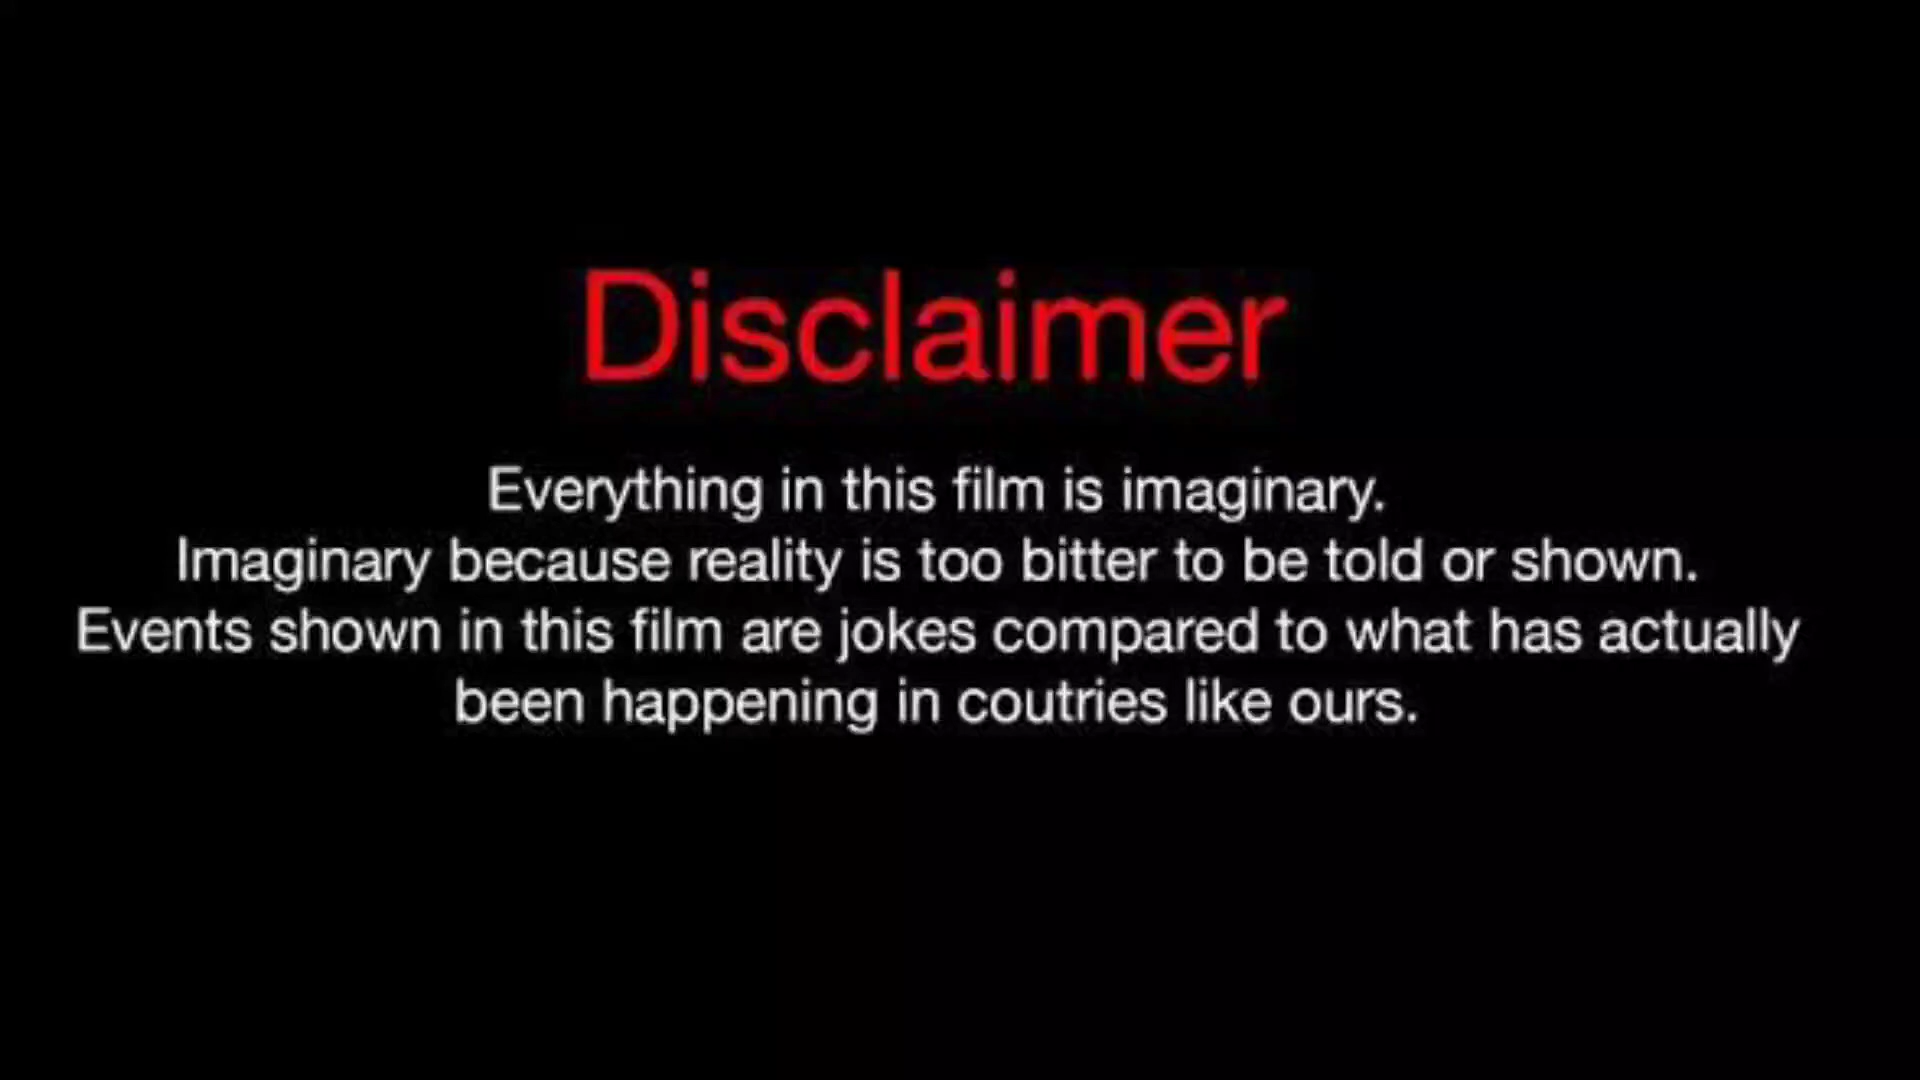 Disclaimer
Everything in this film is imaginary.
Imaginary because reality is too bitter to be told or shown.
Events shown in this film are jokes compared to what has actually
been happening in coutries like ours.